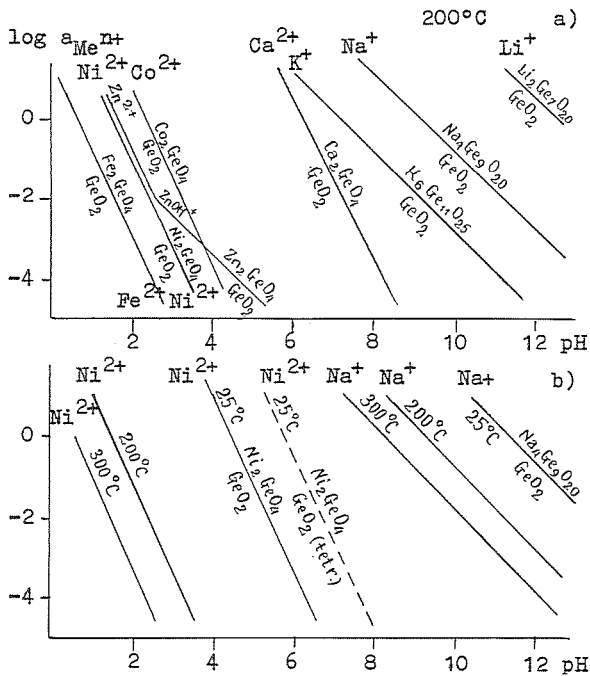 200°C a)
log aMen+
Ca2+ K+ Na+ Li+
Ni2+ Co2+
Zn2+
0
-2
-4
Fe2GeO4
GeO2
Co2GeO4
GeO2
ZnOH+
Ni2GeO4
GeO2
Zn2GeO4
GeO2
Ca2GeO4
GeO2
K6Ge11O25
GeO2
Na4Ge9O20
GeO2
Li2Ge7O20
GeO2
Fe2+ Ni2+
2 4 6 8 10 12 pH
b)
Ni2+ Ni2+ Ni2+ Ni2+ Na+ Na+ Na+
0
-2
-4
300°C
200°C
25°C
Ni2GeO4
GeO2
25°C
Ni2GeO4
GeO2 (tetr.)
300°C
200°C
25°C
Na4Ge9O20
GeO2
2 4 6 8 10 12 pH